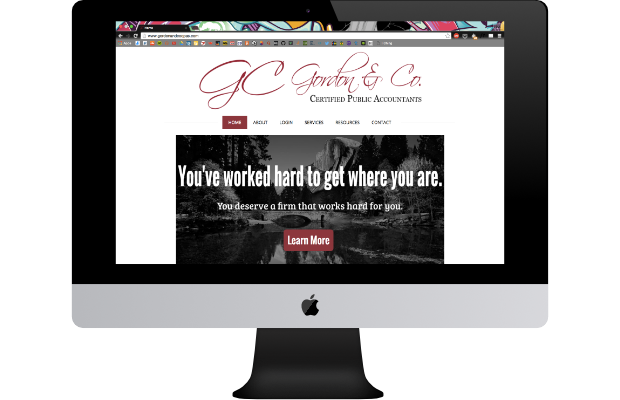 GC Gordon & Co.
Certified Public Accountants
HOME ABOUT LOGIN SERVICES RESOURCES CONTACT
You've worked hard to get where you are.
You deserve a firm that works hard for you.
Learn More